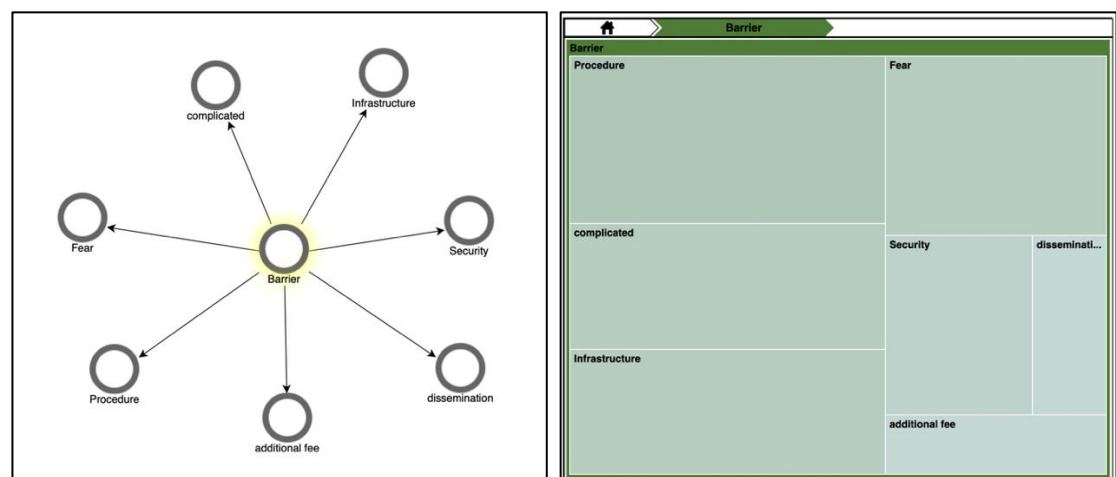 complicated
Infrastructure
Fear
Security
Barrier
Procedure
dissemination
additional fee
Barrier
Barrier
Procedure
Fear
complicated
Security
disseminati...
Infrastructure
additional fee